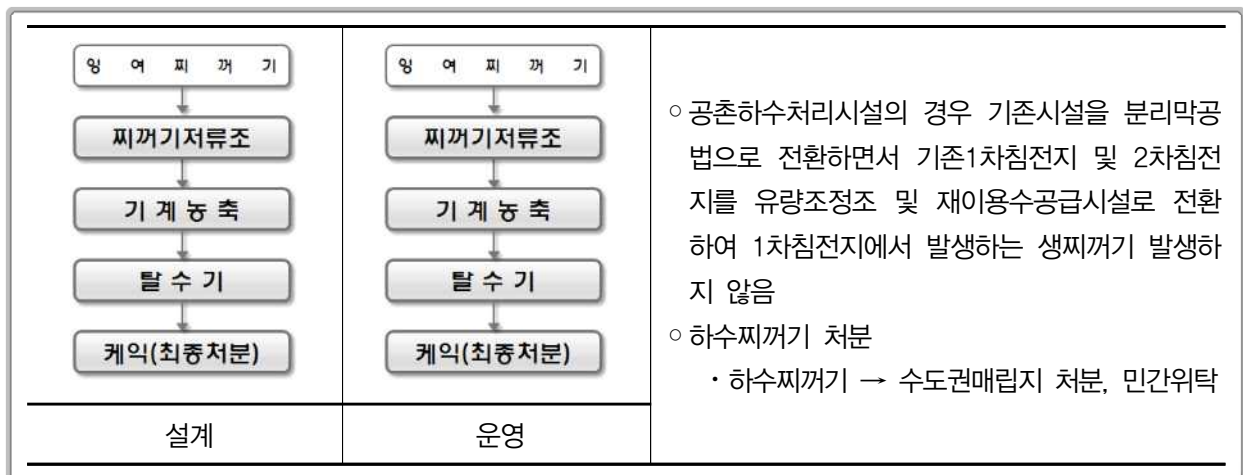 잉 여 찌 꺼 기
찌꺼기저류조
기 계 농 축
탈 수 기
케익(최종처분)
설계
잉 여 찌 꺼 기
찌꺼기저류조
기 계 농 축
탈 수 기
케익(최종처분)
운영
◦ 공촌하수처리시설의 경우 기존시설을 분리막공
법으로 전환하면서 기존1차침전지 및 2차침전
지를 유량조정조 및 재이용수공급시설로 전환
하여 1차침전지에서 발생하는 생찌꺼기 발생하
지 않음
◦ 하수찌꺼기 처분
・하수찌꺼기 → 수도권매립지 처분, 민간위탁